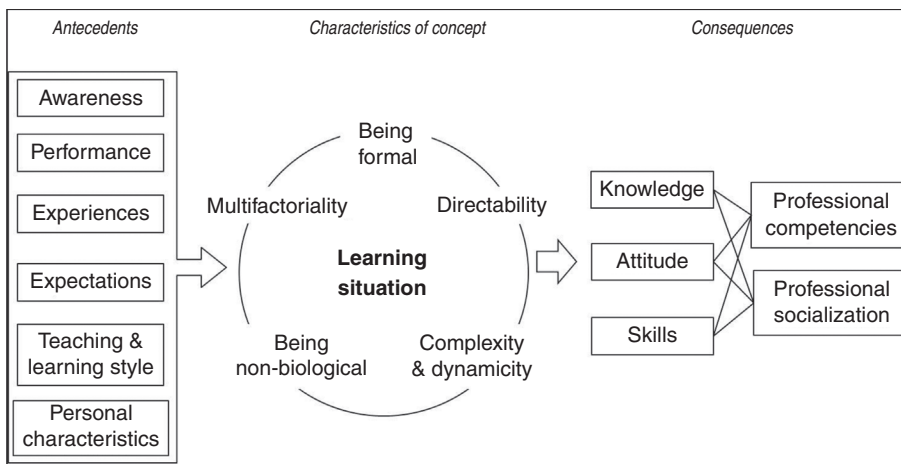 Antecedents
Characteristics of concept
Consequences
Awareness
Performance
Experiences
Expectations
Teaching &
learning style
Personal
characteristics
Being
formal
Multifactoriality
Directability
Learning
situation
Being
non-biological
Complexity
& dynamicity
Knowledge
Attitude
Skills
Professional
competencies
Professional
socialization